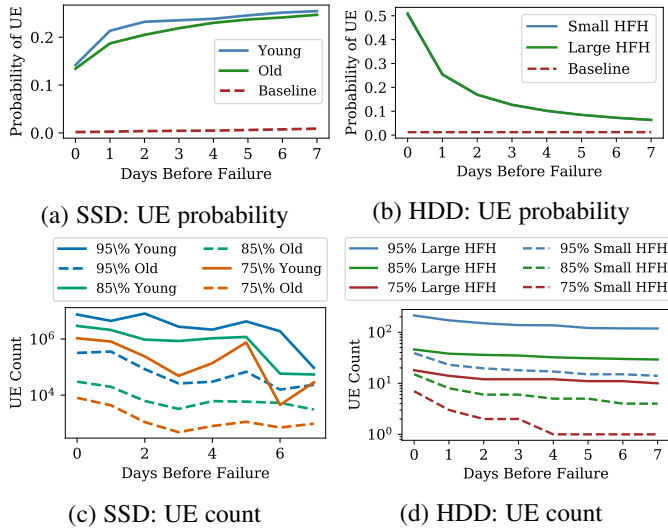 Probability of UE
0.2
0.1
0.0
Young
Old
Baseline
0 1 2 3 4 5 6 7
Days Before Failure
(a) SSD: UE probability
Probability of UE
0.5
0.4
0.3
0.2
0.1
0.0
Small HFH
Large HFH
Baseline
0 1 2 3 4 5 6 7
Days Before Failure
(b) HDD: UE probability
95\% Young 85\% Old
95\% Old 75\% Young
85\% Young 75\% Old
UE Count
10^6
10^4
0 2 4 6
Days Before Failure
(c) SSD: UE count
95% Large HFH 95% Small HFH
85% Large HFH 85% Small HFH
75% Large HFH 75% Small HFH
UE Count
10^2
10^1
10^0
0 1 2 3 4 5 6 7
Days Before Failure
(d) HDD: UE count